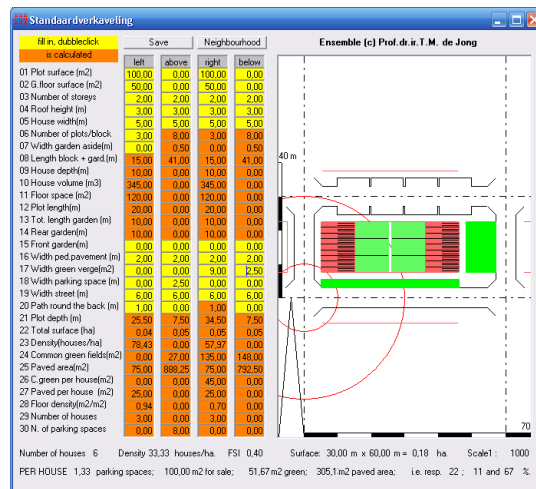 Standaardverkaveling
fill in, dubbleclick Save Neighbourhood Ensemble (c) Prof.dr.ir.T.M. de Jong
is calculated left above right below
01 Plot surface (m2) 100,00 0,00 100,00 0,00
02 G.floor surface (m2) 50,00 0,00 50,00 0,00
03 Number of storeys 2,00 2,00 2,00 2,00
04 Roof height (m) 3,00 3,00 3,00 3,00
05 House width(m) 5,00 5,00 5,00 5,00
06 Number of plots/block 3,00 8,00 3,00 8,00
07 Width garden aside(m) 0,00 0,50 0,00 0,50
08 Length block + gard.(m) 15,00 41,00 15,00 41,00
09 House depth(m) 10,00 0,00 10,00 0,00
10 House volume (m3) 345,00 0,00 345,00 0,00
11 Floor space (m2) 120,00 0,00 120,00 0,00
12 Plot length(m) 20,00 0,00 20,00 0,00
13 Tot. length garden (m) 10,00 0,00 10,00 0,00
14 Rear garden(m) 10,00 0,00 10,00 0,00
15 Front garden(m) 0,00 0,00 0,00 0,00
16 Width ped.pavement (m) 2,00 2,00 2,00 2,00
17 Width green verge(m2) 0,00 0,00 9,00 2,50
18 Width parking space (m) 0,00 2,50 0,00 0,00
19 Width street (m) 6,00 6,00 6,00 6,00
20 Path round the back (m) 1,00 0,00 1,00 0,00
21 Plot depth (m) 25,50 7,50 34,50 7,50
22 Total surface (ha) 0,04 0,05 0,05 0,05
23 Density(houses/ha) 78,43 0,00 57,97 0,00
24 Common green fields(m2) 0,00 27,00 135,00 148,00
25 Paved area(m2) 75,00 888,25 75,00 792,50
26 C.green per house(m2) 0,00 0,00 45,00 0,00
27 Paved per house (m2) 25,00 0,00 25,00 0,00
28 Floor density(m2/m2) 0,94 0,00 0,70 0,00
29 Number of houses 3,00 0,00 3,00 0,00
30 N. of parking spaces 0,00 8,00 0,00 0,00
40 m
70
Number of houses 6 Density 33,33 houses/ha. FSI 0,40 Surface: 30,00 m x 60,00 m = 0,18 ha. Scale1 : 1000
PER HOUSE 1,33 parking spaces; 100,00 m2 for sale; 51,67 m2 green; 305,1 m2 paved area; i.e. resp. 22 ; 11 and 67 %.